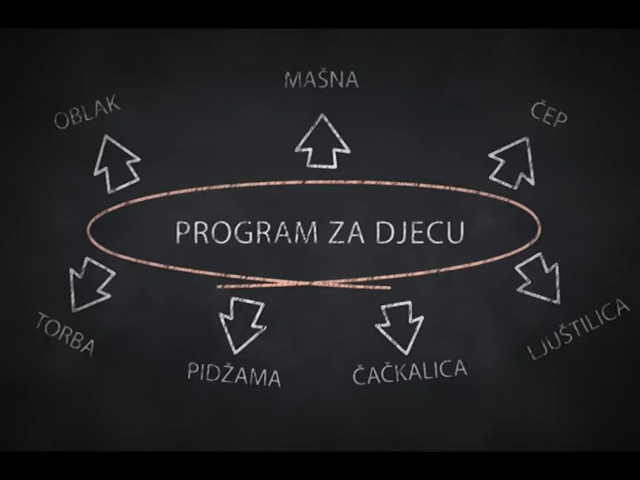 MAŠNA
OBLAK
ČEP
PROGRAM ZA DJECU
TORBA
PIDŽAMA
ČAČKALICA
LJUŠTILICA